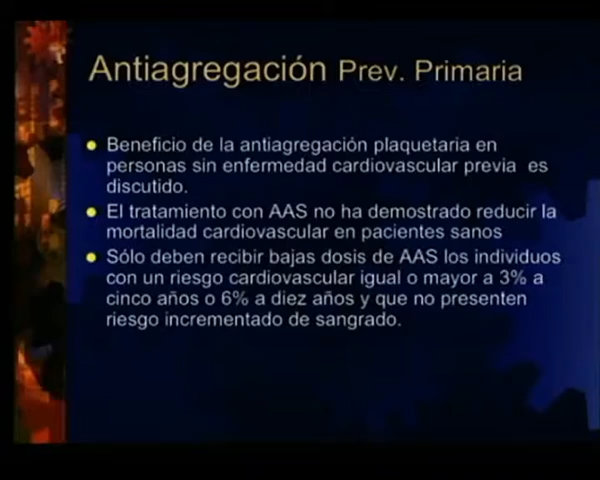 Antiagregación Prev. Primaria
Beneficio de la antiagregación plaquetaria en
personas sin enfermedad cardiovascular previa es
discutido.
El tratamiento con AAS no ha demostrado reducir la
mortalidad cardiovascular en pacientes sanos
Sólo deben recibir bajas dosis de AAS los individuos
con un riesgo cardiovascular igual o mayor a 3% a
cinco años o 6% a diez años y que no presenten
riesgo incrementado de sangrado.